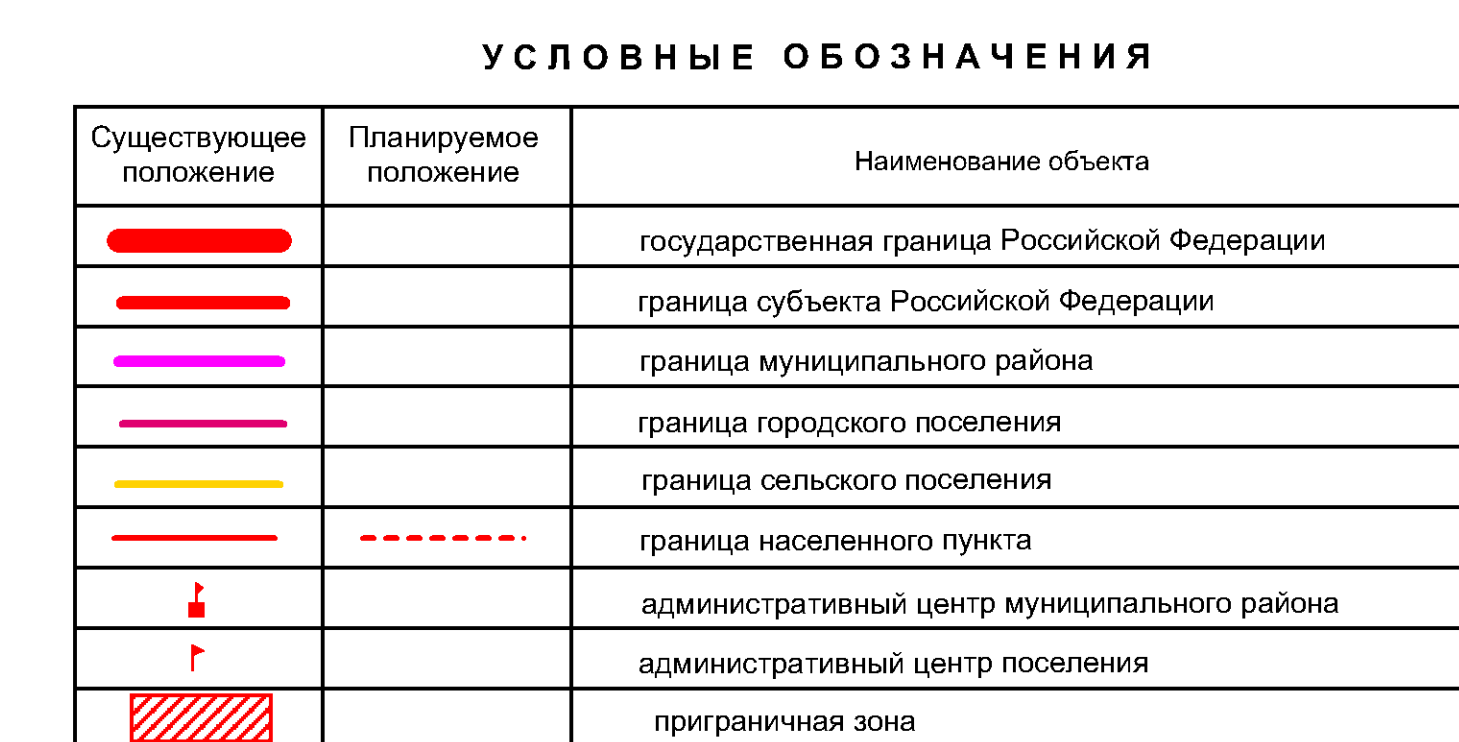 УСЛОВНЫЕ ОБОЗНАЧЕНИЯ
Существующее
положение
Планируемое
положение
Наименование объекта
государственная граница Российской Федерации
граница субъекта Российской Федерации
граница муниципального района
граница городского поселения
граница сельского поселения
граница населенного пункта
административный центр муниципального района
административный центр поселения
приграничная зона